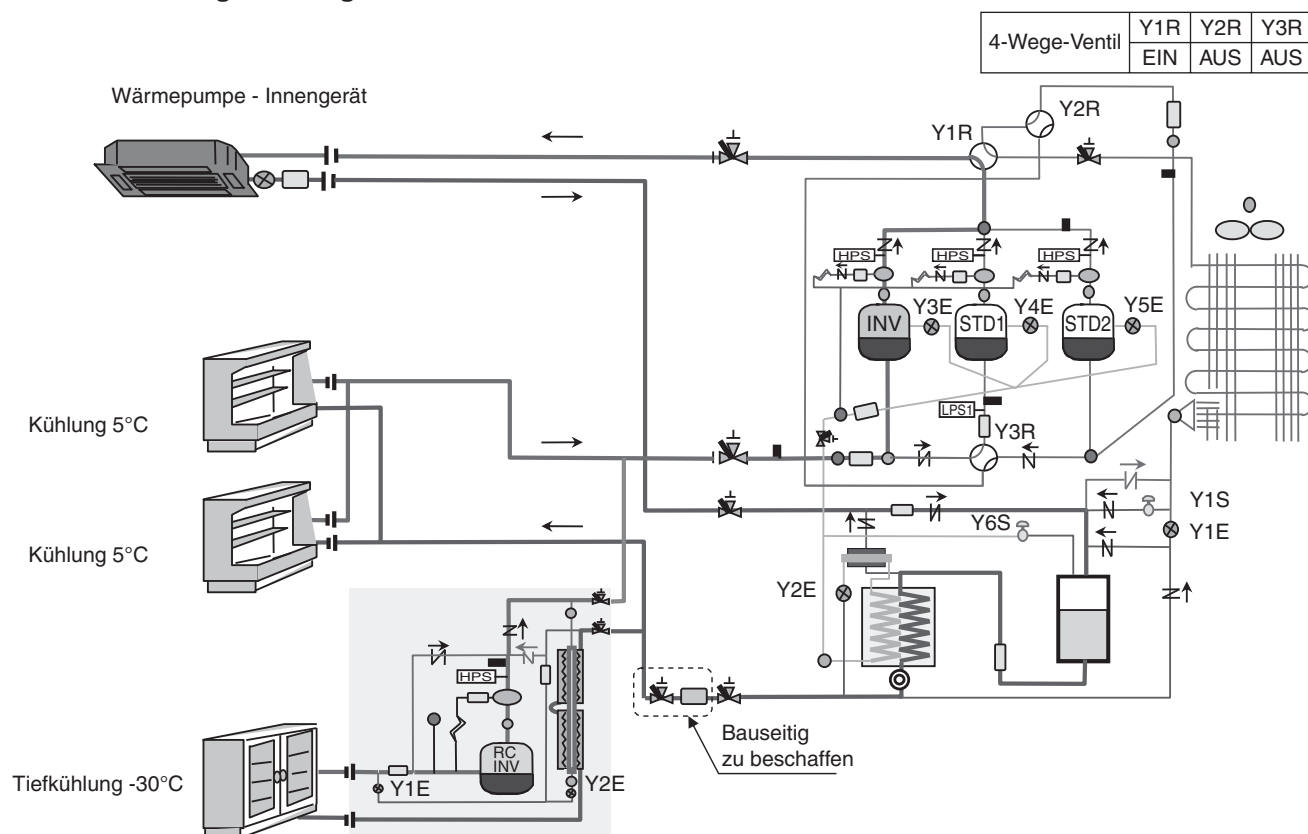 4-Wege-Ventil
Y1R Y2R Y3R
EIN AUS AUS
Wärmepumpe - Innengerät
Y2R
Y1R
HPS HPS HPS
INV Y3E STD1 Y4E STD2 Y5E
LPS1
Y3R
Kühlung 5°C
Kühlung 5°C
Y6S
Y1S
Y1E
Y2E
HPS
Bauseitig
zu beschaffen
RC
INV
Y1E
Y2E
Tiefkühlung -30°C